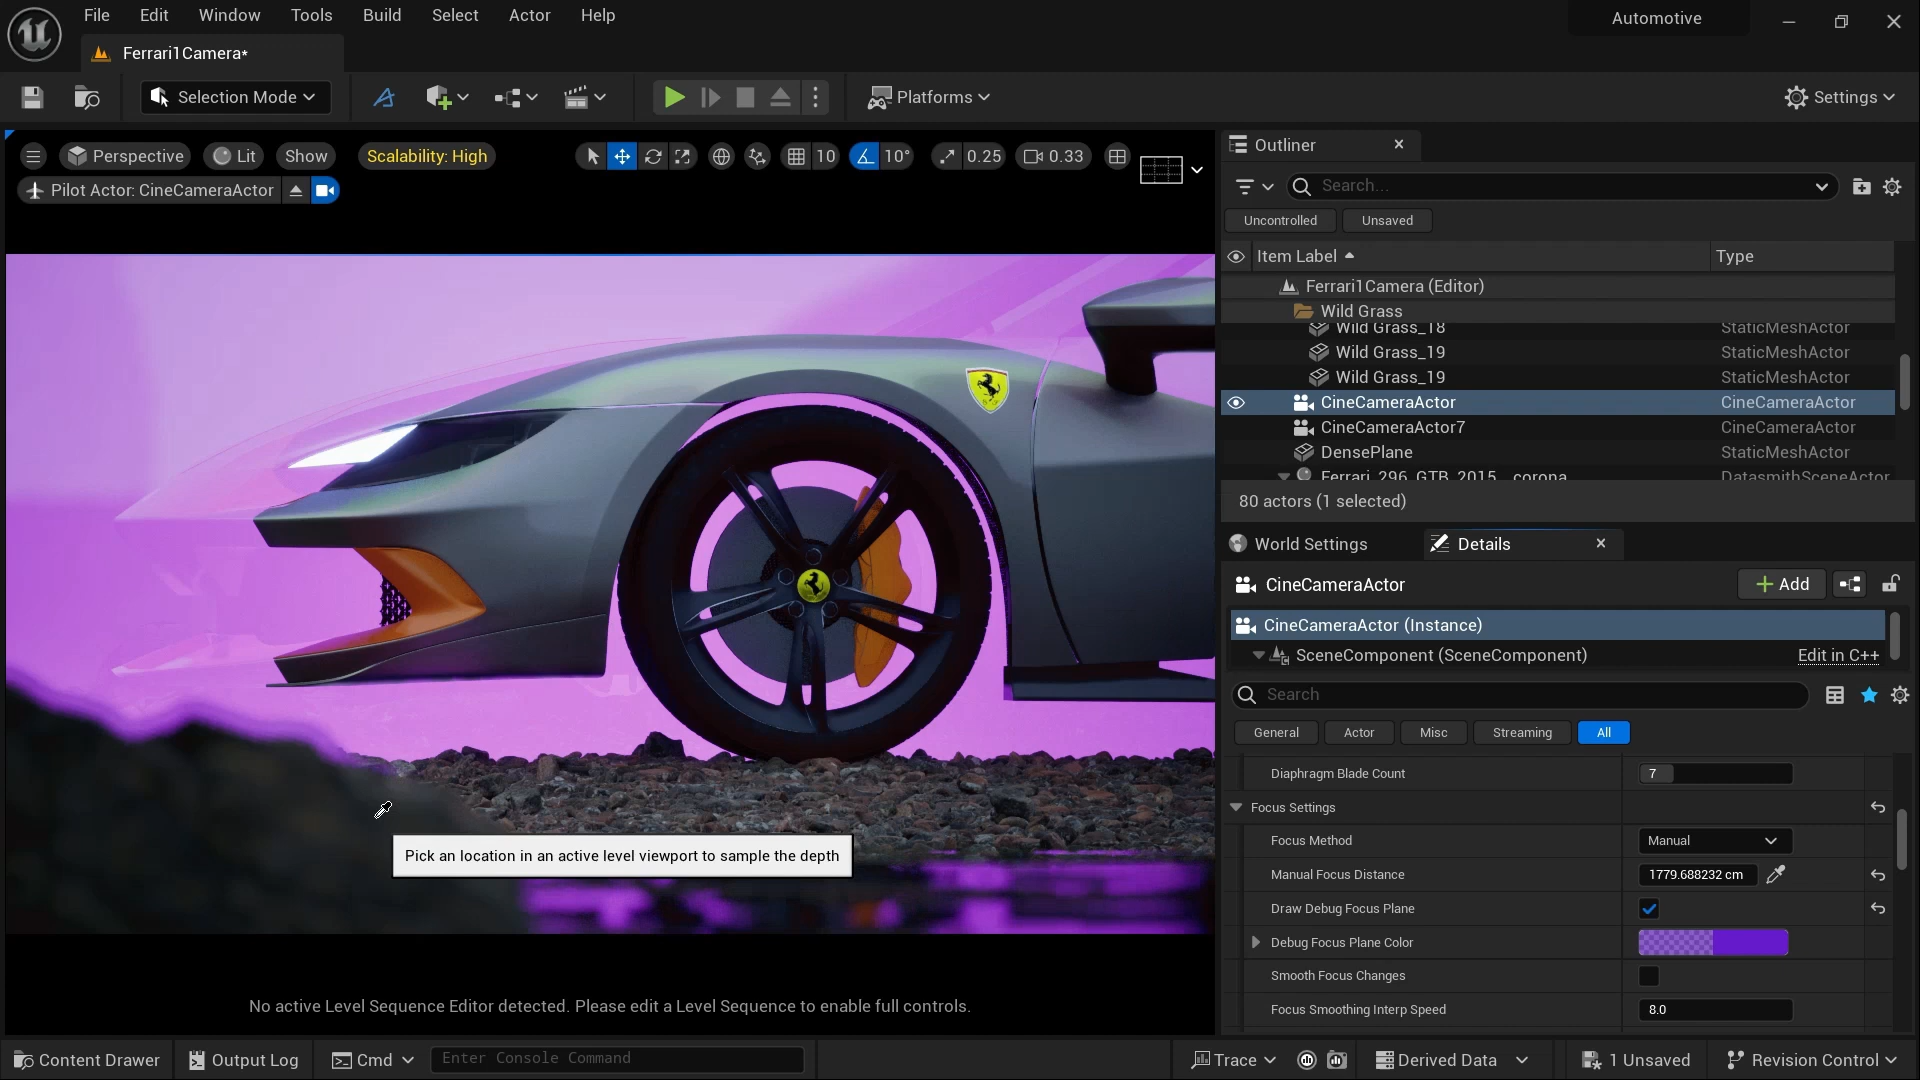 File Edit Window Tools Build Select Actor Help
Automotive
Ferrari1Camera*
Selection Mode
Platforms
Settings
Perspective Lit Show Scalability: High 10 10° 0.25 0.33
Pilot Actor: CineCameraActor
Pick an location in an active level viewport to sample the depth
No active Level Sequence Editor detected. Please edit a Level Sequence to enable full controls.
Outliner
Search...
Uncontrolled Unsaved
Item Label Type
Ferrari1Camera (Editor)
Wild Grass
Wild Grass_18 StaticMeshActor
Wild Grass_19 StaticMeshActor
Wild Grass_19 StaticMeshActor
CineCameraActor CineCameraActor
CineCameraActor7 CineCameraActor
DensePlane StaticMeshActor
Ferrari_296_GTB_2015__corona DatasmithSceneActor
80 actors (1 selected)
World Settings Details
CineCameraActor Add
CineCameraActor (Instance)
SceneComponent (SceneComponent) Edit in C++
Search
General Actor Misc Streaming All
Diaphragm Blade Count 7
Focus Settings
Focus Method Manual
Manual Focus Distance 1779.688232 cm
Draw Debug Focus Plane
Debug Focus Plane Color
Smooth Focus Changes
Focus Smoothing Interp Speed 8.0
Content Drawer Output Log Cmd Enter Console Command Trace Derived Data 1 Unsaved Revision Control